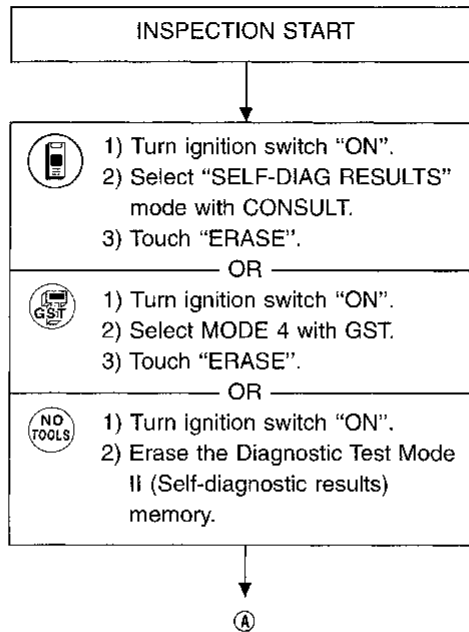 INSPECTION START
1) Turn ignition switch “ON”.
2) Select “SELF-DIAG RESULTS”
mode with CONSULT.
3) Touch “ERASE”.
OR
GST
1) Turn ignition switch “ON”.
2) Select MODE 4 with GST.
3) Touch “ERASE”.
OR
NO
TOOLS
1) Turn ignition switch “ON”.
2) Erase the Diagnostic Test Mode
II (Self-diagnostic results)
memory.
Ⓐ